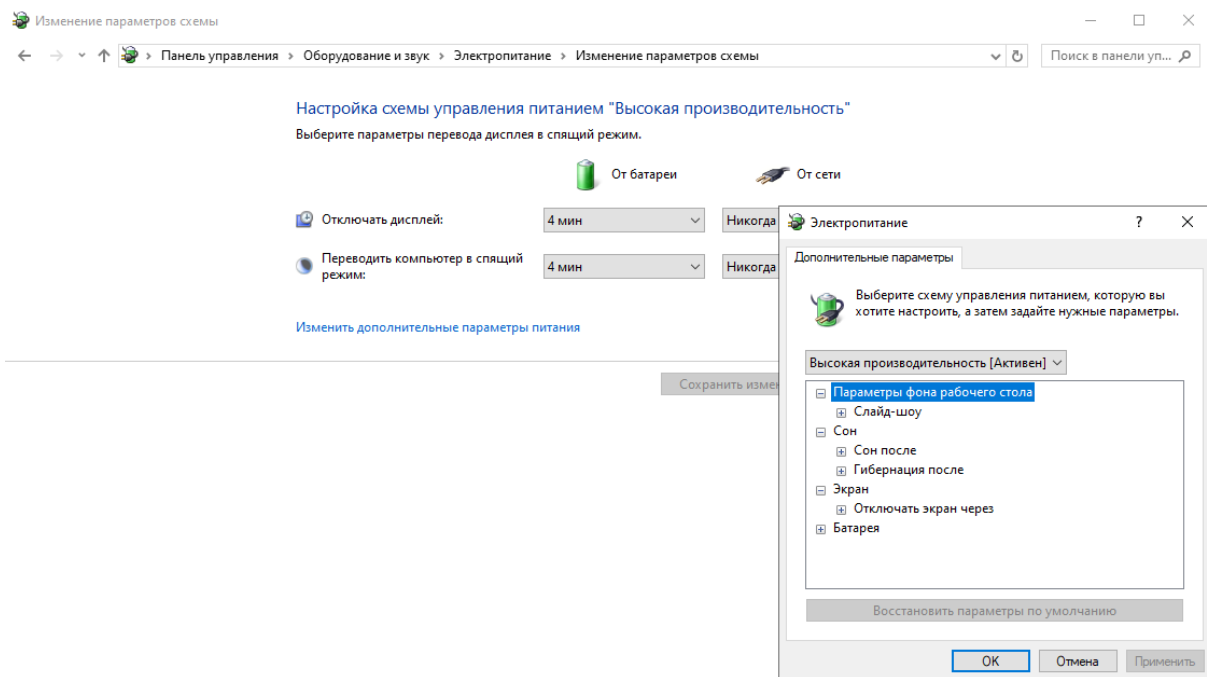 Изменение параметров схемы
Панель управления › Оборудование и звук › Электропитание › Изменение параметров схемы
Поиск в панели уп...
Настройка схемы управления питанием "Высокая производительность"
Выберите параметры перевода дисплея в спящий режим.
От батареи
От сети
Отключать дисплей:
4 мин
Никогда
Переводить компьютер в спящий
режим:
4 мин
Никогда
Изменить дополнительные параметры питания
Сохранить измен
Электропитание
?
Дополнительные параметры
Выберите схему управления питанием, которую вы
хотите настроить, а затем задайте нужные параметры.
Высокая производительность [Активен]
Параметры фона рабочего стола
Слайд-шоу
Сон
Сон после
Гибернация после
Экран
Отключать экран через
Батарея
Восстановить параметры по умолчанию
OK
Отмена
Применить